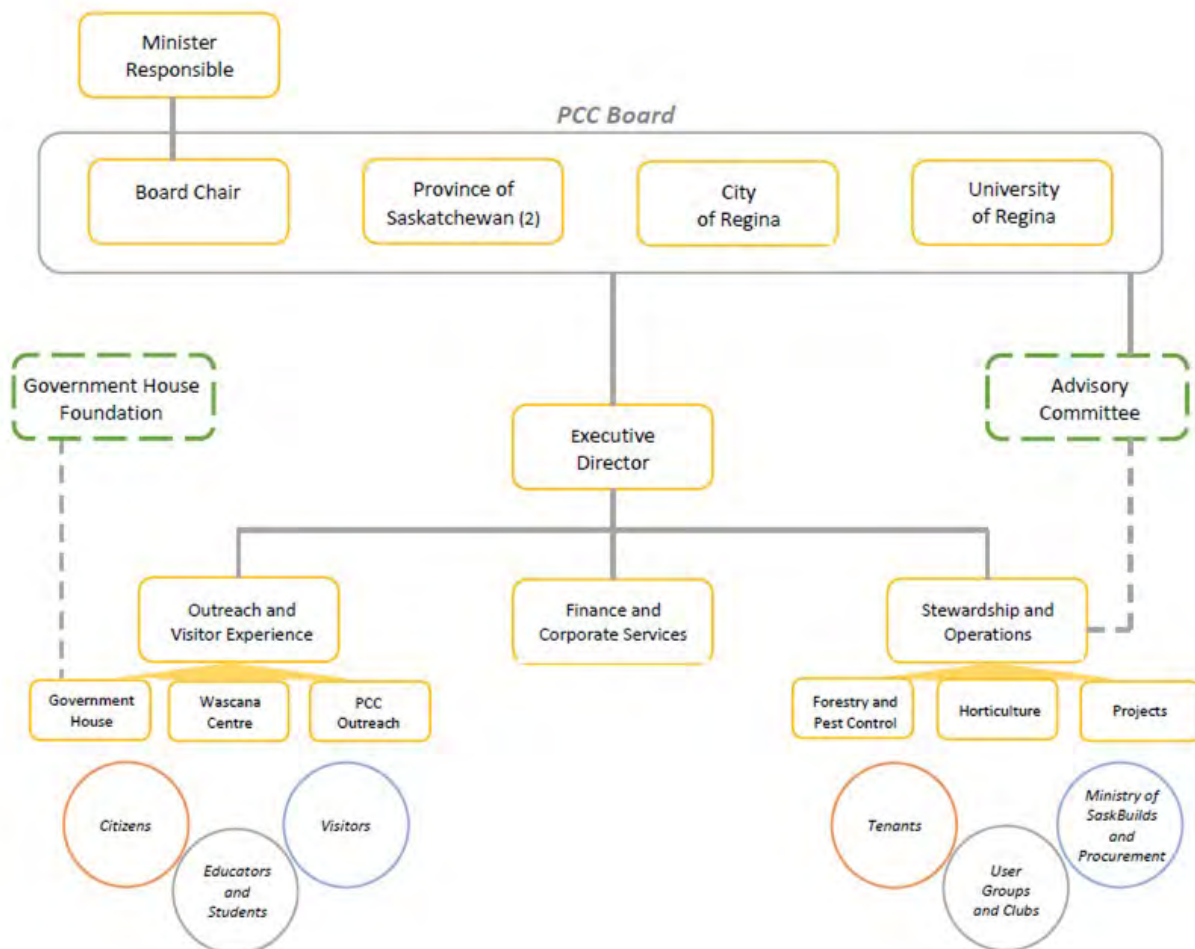 Minister
Responsible
PCC Board
Board Chair
Province of
Saskatchewan (2)
City
of Regina
University
of Regina
Government House
Foundation
Advisory
Committee
Executive
Director
Outreach and
Visitor Experience
Finance and
Corporate Services
Stewardship and
Operations
Government
House
Wascana
Centre
PCC
Outreach
Forestry and
Pest Control
Horticulture
Projects
Citizens
Educators
and
Students
Visitors
Tenants
User
Groups
and Clubs
Ministry of
SaskBuilds
and
Procurement